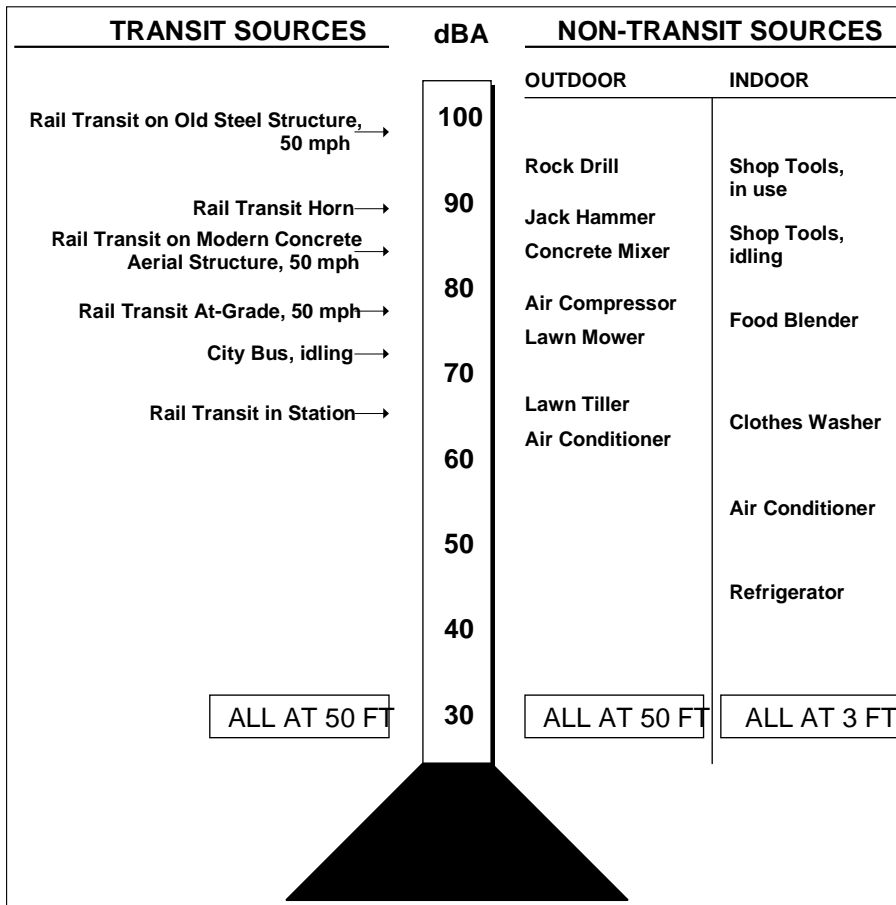 TRANSIT SOURCES
dBA
NON-TRANSIT SOURCES
OUTDOOR
INDOOR
Rail Transit on Old Steel Structure,
50 mph
Rail Transit Horn
Rail Transit on Modern Concrete
Aerial Structure, 50 mph
Rail Transit At-Grade, 50 mph
City Bus, idling
Rail Transit in Station
ALL AT 50 FT
100
90
80
70
60
50
40
30
Rock Drill
Jack Hammer
Concrete Mixer
Air Compressor
Lawn Mower
Lawn Tiller
Air Conditioner
ALL AT 50 FT
Shop Tools,
in use
Shop Tools,
idling
Food Blender
Clothes Washer
Air Conditioner
Refrigerator
ALL AT 3 FT